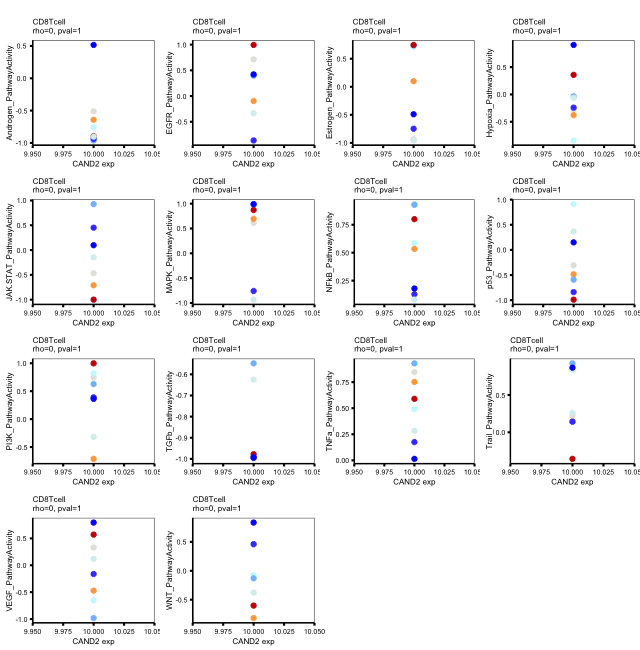 CD8Tcell
rho=0, pval=1
Androgen_PathwayActivity
0.5
0.0
-0.5
-1.0
9.950 9.975 10.000 10.025 10.05
CAND2 exp
CD8Tcell
rho=0, pval=1
EGFR_PathwayActivity
1.0
0.5
0.0
-0.5
9.950 9.975 10.000 10.025 10.05
CAND2 exp
CD8Tcell
rho=0, pval=1
Estrogen_PathwayActivity
0.5
0.0
-0.5
-1.0
9.950 9.975 10.000 10.025 10.05
CAND2 exp
CD8Tcell
rho=0, pval=1
Hypoxia_PathwayActivity
0.5
0.0
-0.5
9.950 9.975 10.000 10.025 10.05
CAND2 exp
CD8Tcell
rho=0, pval=1
JAK.STAT_PathwayActivity
1.0
0.5
0.0
-0.5
-1.0
9.950 9.975 10.000 10.025 10.05
CAND2 exp
CD8Tcell
rho=0, pval=1
MAPK_PathwayActivity
1.0
0.5
0.0
-0.5
-1.0
9.950 9.975 10.000 10.025 10.05
CAND2 exp
CD8Tcell
rho=0, pval=1
NFkB_PathwayActivity
0.75
0.50
0.25
9.950 9.975 10.000 10.025 10.05
CAND2 exp
CD8Tcell
rho=0, pval=1
p53_PathwayActivity
1.0
0.5
0.0
-0.5
-1.0
9.950 9.975 10.000 10.025 10.05
CAND2 exp
CD8Tcell
rho=0, pval=1
PI3K_PathwayActivity
1.0
0.5
0.0
-0.5
9.950 9.975 10.000 10.025 10.05
CAND2 exp
CD8Tcell
rho=0, pval=1
TGFb_PathwayActivity
-0.6
-0.7
-0.8
-0.9
-1.0
9.950 9.975 10.000 10.025 10.05
CAND2 exp
CD8Tcell
rho=0, pval=1
TNFa_PathwayActivity
0.75
0.50
0.25
0.00
9.950 9.975 10.000 10.025 10.05
CAND2 exp
CD8Tcell
rho=0, pval=1
Trail_PathwayActivity
0.5
0.0
9.950 9.975 10.000 10.025 10.050
CAND2 exp
CD8Tcell
rho=0, pval=1
VEGF_PathwayActivity
0.5
0.0
-0.5
-1.0
9.950 9.975 10.000 10.025 10.05
CAND2 exp
CD8Tcell
rho=0, pval=1
WNT_PathwayActivity
0.5
0.0
-0.5
9.950 9.975 10.000 10.025 10.050
CAND2 exp